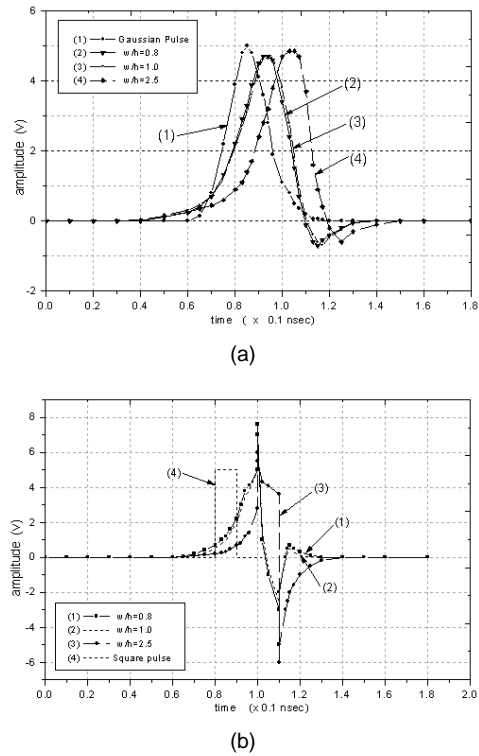 6
4
2
0
-2
amplitude (v)
(1) Gaussian Pulse
(2) w/h=0.8
(3) w/h=1.0
(4) w/h=2.5
(1)
(2)
(3)
(4)
0.0 0.2 0.4 0.6 0.8 1.0 1.2 1.4 1.6 1.8
time ( x 0.1 nsec)
(a)
8
6
4
2
0
-2
-4
-6
amplitude (v)
(4)
(3)
(1)
(2)
(1) w/h=0.8
(2) w/h=1.0
(3) w/h=2.5
(4) Square pulse
0.0 0.2 0.4 0.6 0.8 1.0 1.2 1.4 1.6 1.8 2.0
time (x 0.1 nsec)
(b)